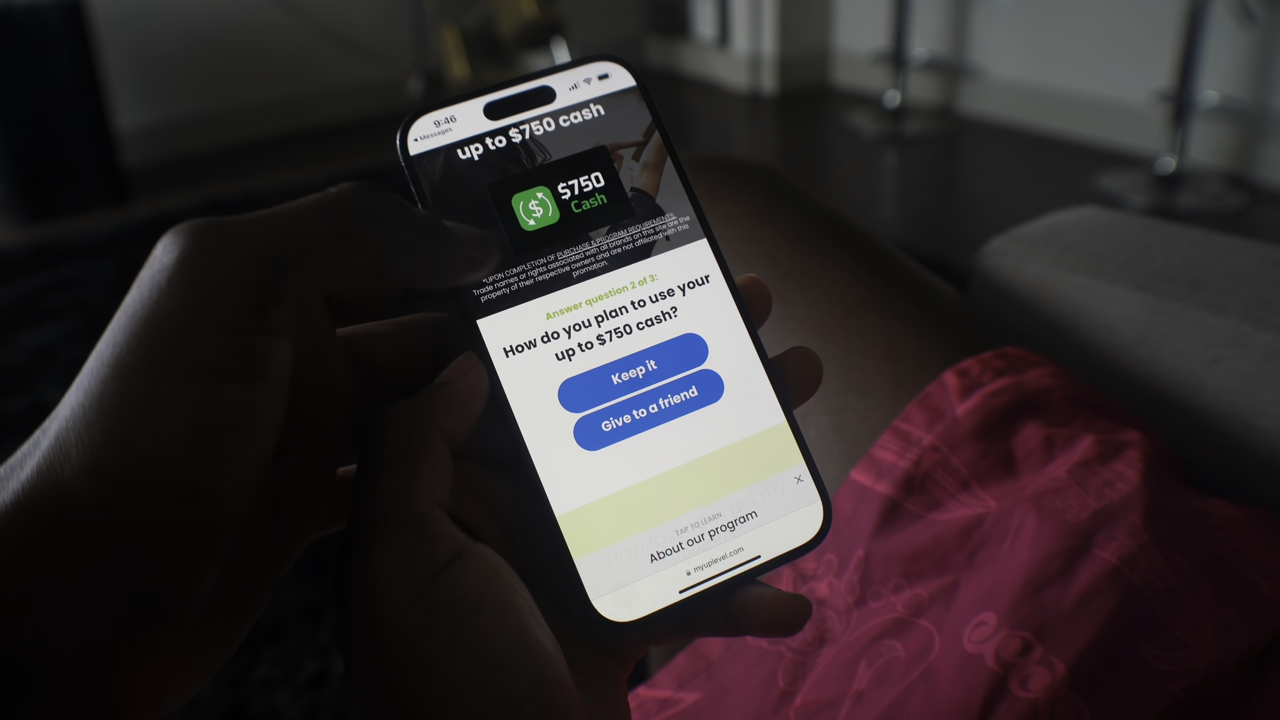 9:46
Messages
up to $750 cash
$
$750
Cash
*UPON COMPLETION OF PURCHASE & PROGRAM REQUIREMENTS.
Trade names or rights associated with all brands on this site are the
property of their respective owners and are not affiliated with this
promotion.
Answer question 2 of 3:
How do you plan to use your
up to $750 cash?
Keep it
Give to a friend
TAP TO LEARN
About our program
myuplevel.com